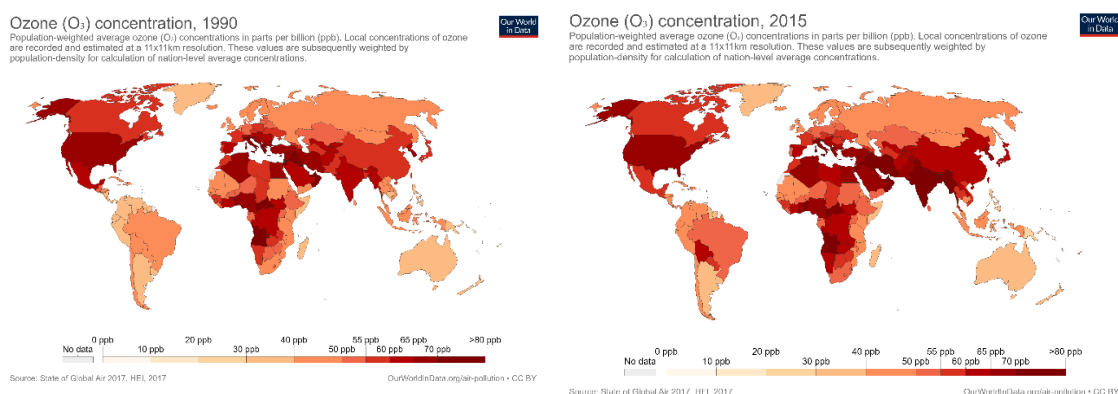 Ozone (O₃) concentration, 1990
Our World
in Data
Population-weighted average ozone (O₃) concentrations in parts per billion (ppb). Local concentrations of ozone
are recorded and estimated at a 11x11km resolution. These values are subsequently weighted by
population-density for calculation of nation-level average concentrations.
No data
0 ppb
10 ppb
20 ppb
30 ppb
40 ppb
50 ppb
55 ppb
60 ppb
65 ppb
70 ppb
>80 ppb
Source: State of Global Air 2017, HEI, 2017
OurWorldInData.org/air-pollution • CC BY
Ozone (O₃) concentration, 2015
Our World
in Data
Population-weighted average ozone (O₃) concentrations in parts per billion (ppb). Local concentrations of ozone
are recorded and estimated at a 11x11km resolution. These values are subsequently weighted by
population-density for calculation of nation-level average concentrations.
No data
0 ppb
10 ppb
20 ppb
30 ppb
40 ppb
50 ppb
55 ppb
60 ppb
65 ppb
70 ppb
>80 ppb
Source: State of Global Air 2017, HEI, 2017
OurWorldInData.org/air-pollution • CC BY